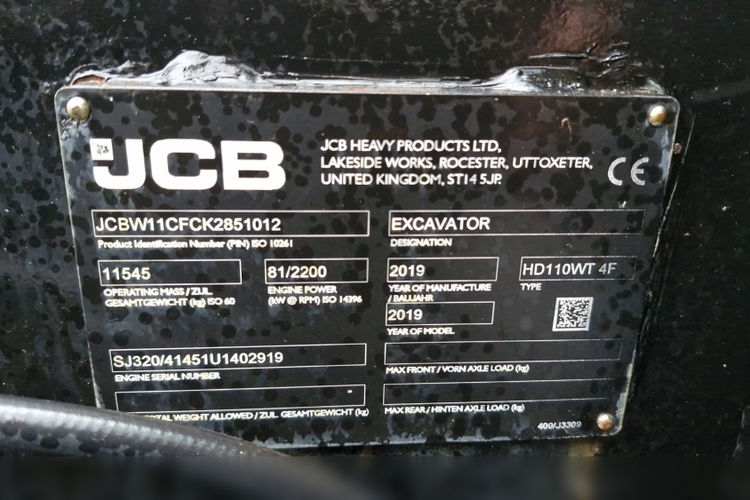 JCB
JCB HEAVY PRODUCTS LTD,
LAKESIDE WORKS, ROCESTER, UTTOXETER,
UNITED KINGDOM, ST14 5JP.
CE
JCBW11CFCK2851012
Product Identification Number (PIN) ISO 10261
EXCAVATOR
DESIGNATION
11545
OPERATING MASS / ZUL.
GESAMTGEWICHT (kg) ISO 60
81/2200
ENGINE POWER
(kW @ RPM) ISO 14396
2019
YEAR OF MANUFACTURE
/ BAUJAHR
HD110WT 4F
TYPE
2019
YEAR OF MODEL
SJ320/41451U1402919
ENGINE SERIAL NUMBER
MAX FRONT / VORN AXLE LOAD (kg)
-
TOTAL WEIGHT ALLOWED / ZUL. GESAMTGEWICHT (kg)
MAX REAR / HINTEN AXLE LOAD (kg)
400/J3309